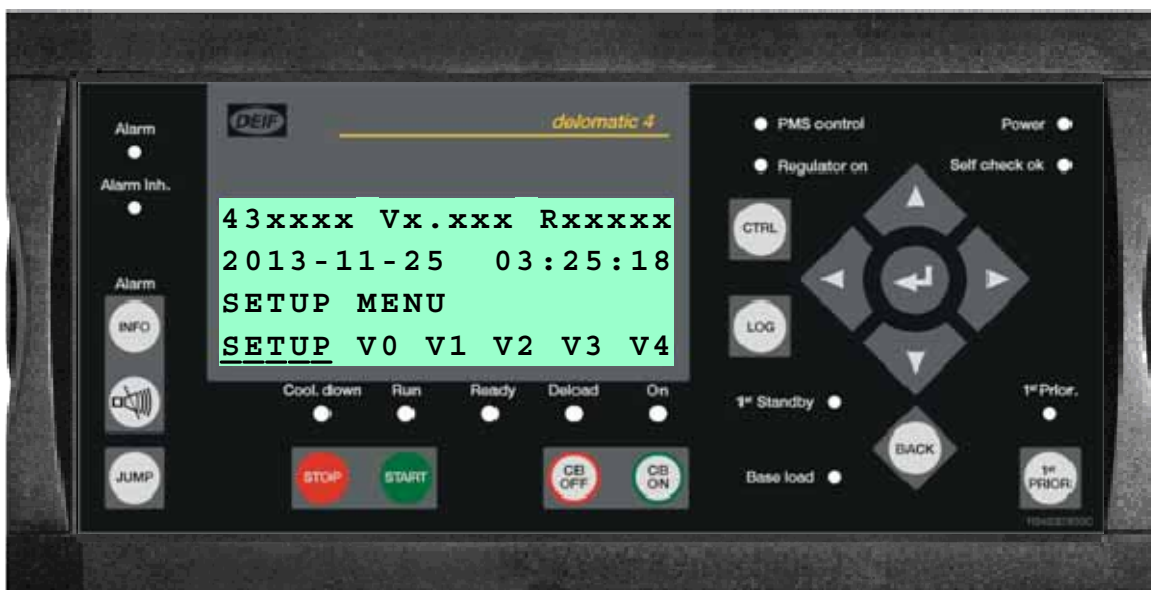 DEIF
delomatic 4
43xxxx Vx.xxx Rxxxxx
2013-11-25 03:25:18
SETUP MENU
SETUP V0 V1 V2 V3 V4
Alarm
Alarm Inh.
Alarm
INFO
JUMP
Cool. down Run Ready Deload On
STOP START
CB OFF
CB ON
PMS control
Regulator on
Power
Self check ok
CTRL
LOG
1st Standby
Base load
BACK
1st Prior.
1st
PRIOR